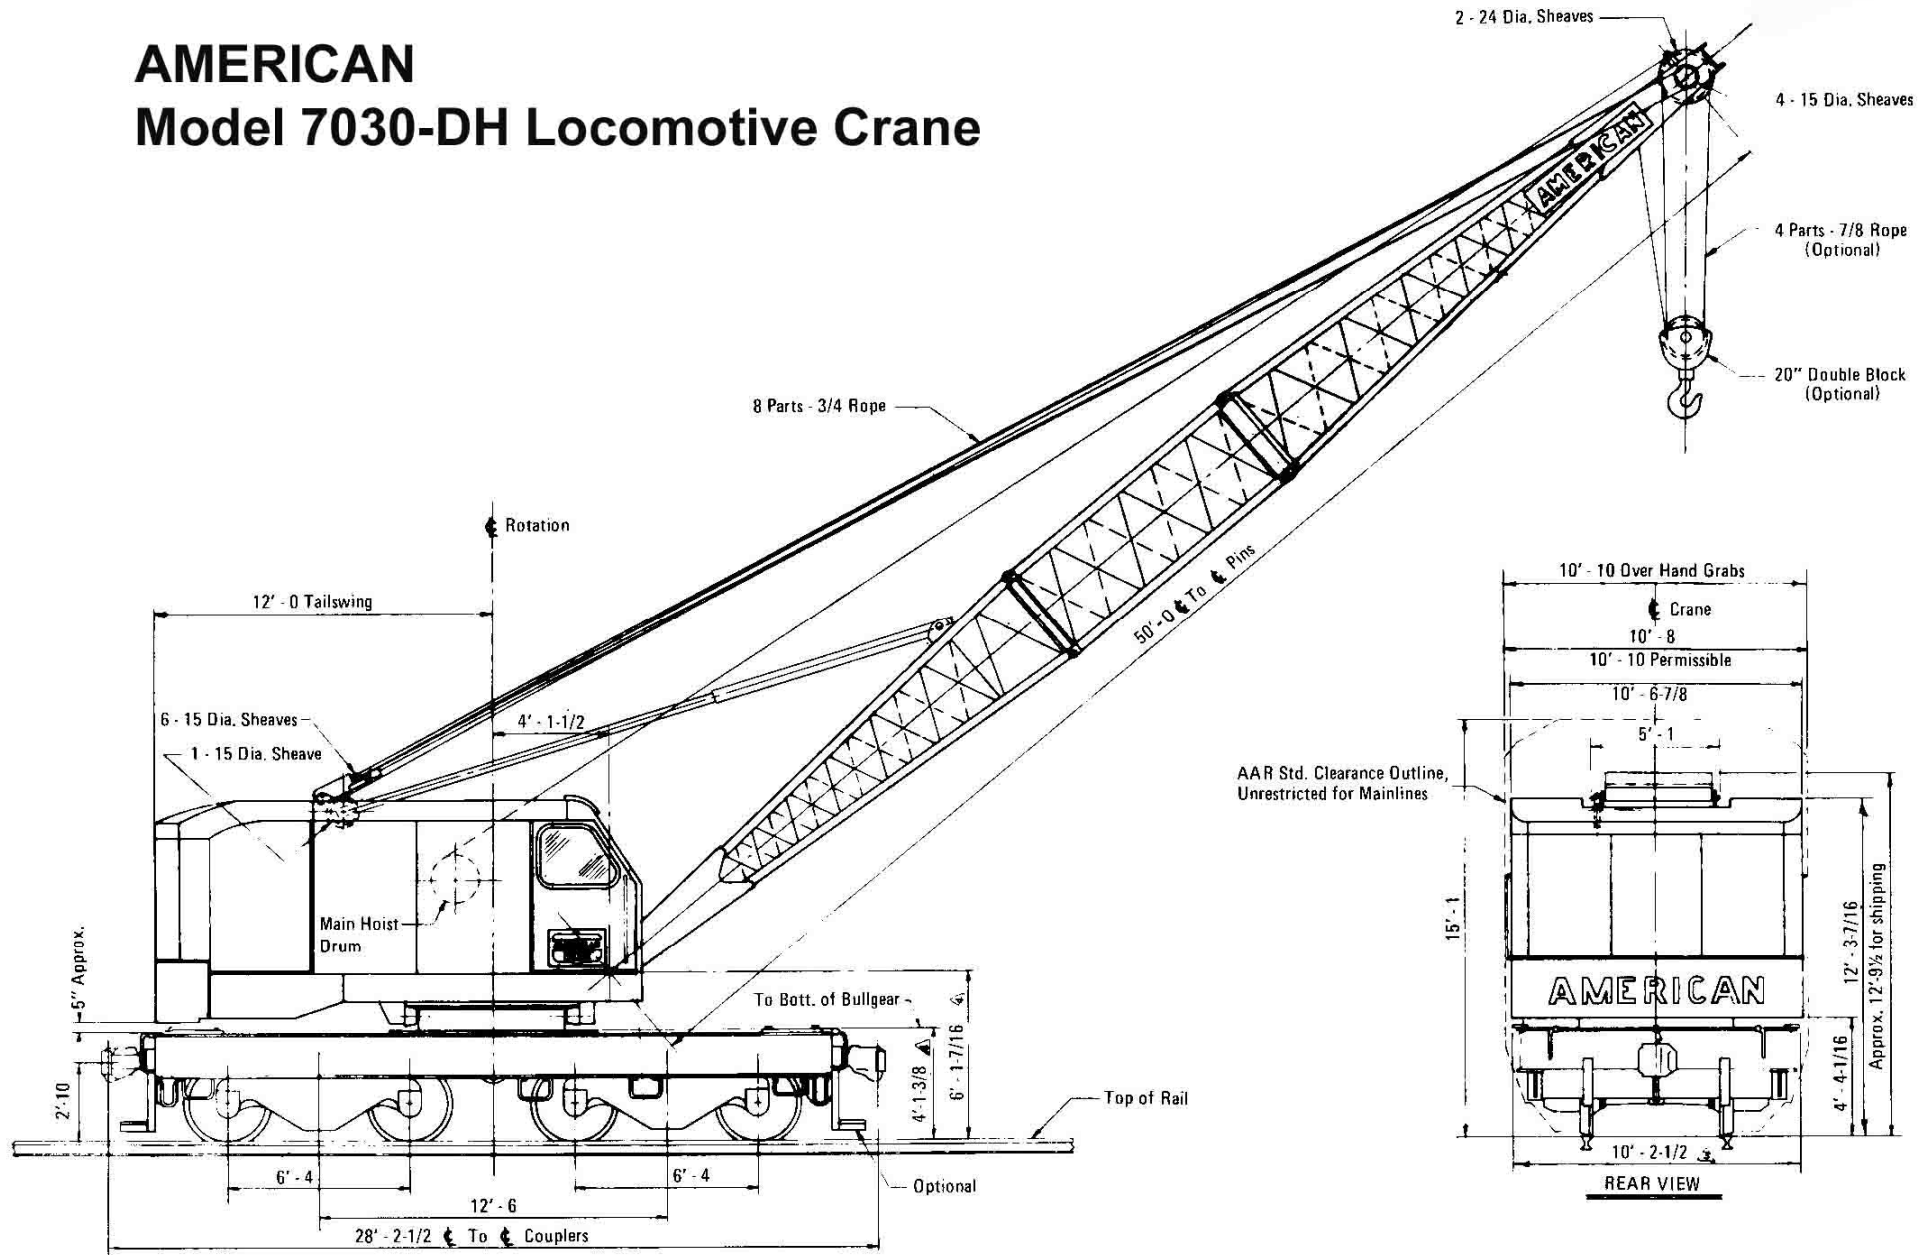 AMERICAN
Model 7030-DH Locomotive Crane
2 - 24 Dia. Sheaves
4 - 15 Dia. Sheaves
AMERICAN
4 Parts - 7/8 Rope
(Optional)
20" Double Block
(Optional)
8 Parts - 3/4 Rope
℄ Rotation
50' - 0 ℄ To ℄ Pins
12' - 0 Tailswing
6 - 15 Dia. Sheaves
1 - 15 Dia. Sheave
4' - 1-1/2
Main Hoist
Drum
5" Approx.
To Bott. of Bullgear
2'-10
4'-1-3/8
6' - 1-7/16
Top of Rail
6' - 4
6' - 4
Optional
12' - 6
28' - 2-1/2 ℄ To ℄ Couplers
10' - 10 Over Hand Grabs
℄ Crane
10' - 8
10' - 10 Permissible
10' - 6-7/8
5' - 1
AAR Std. Clearance Outline,
Unrestricted for Mainlines
15' - 1
12' - 3-7/16
Approx. 12'-9½ for shipping
AMERICAN
4' - 4-1/16
10' - 2-1/2
REAR VIEW